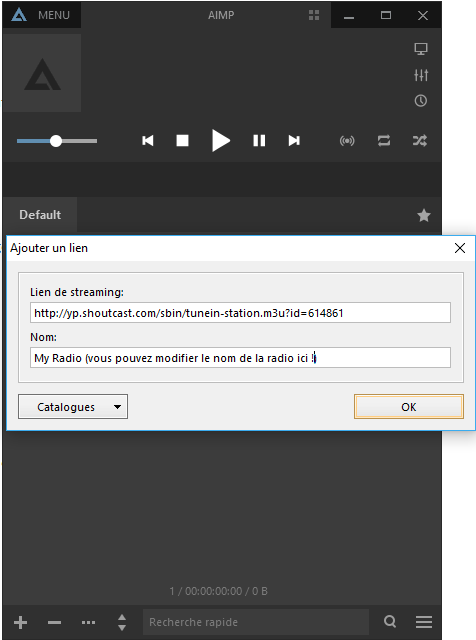 MENU
AIMP
Default
Ajouter un lien
Lien de streaming:
http://yp.shoutcast.com/sbin/tunein-station.m3u?id=614861
Nom:
My Radio (vous pouvez modifier le nom de la radio ici !)
Catalogues
OK
1 / 00:00:00:00 / 0 B
Recherche rapide